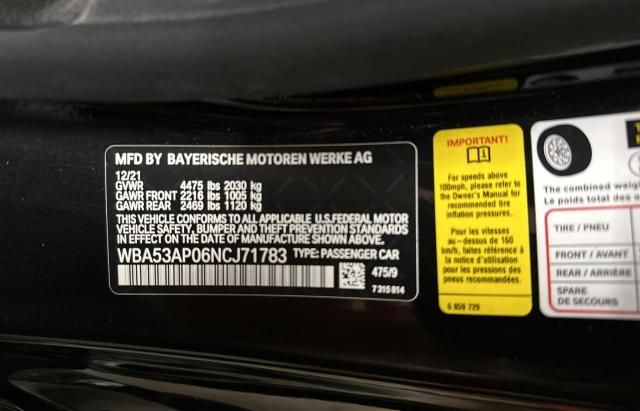 MFD BY BAYERISCHE MOTOREN WERKE AG
12/21
GVWR 4475 lbs 2030 kg
GAWR FRONT 2216 lbs 1005 kg
GAWR REAR 2469 lbs 1120 kg
THIS VEHICLE CONFORMS TO ALL APPLICABLE U.S.FEDERAL MOTOR
VEHICLE SAFETY, BUMPER AND THEFT PREVENTION STANDARDS
IN EFFECT ON THE DATE OF MANUFACTURE SHOWN ABOVE.
WBA53AP06NCJ71783 TYPE: PASSENGER CAR
475/9
7315814
IMPORTANT!
For speeds above
100mph, please refer to
the Owner's Manual for
recommended tire
inflation pressures.
Pour les vitesses
au-dessus de 160
km/h, faites attention
à la notice d'utilisation
pour les pressions des
pneus recommandées.
6 859 729
The combined weigh
Le poids total des
TIRE / PNEU
FRONT / AVANT
REAR / ARRIÈRE
SPARE
DE SECOURS